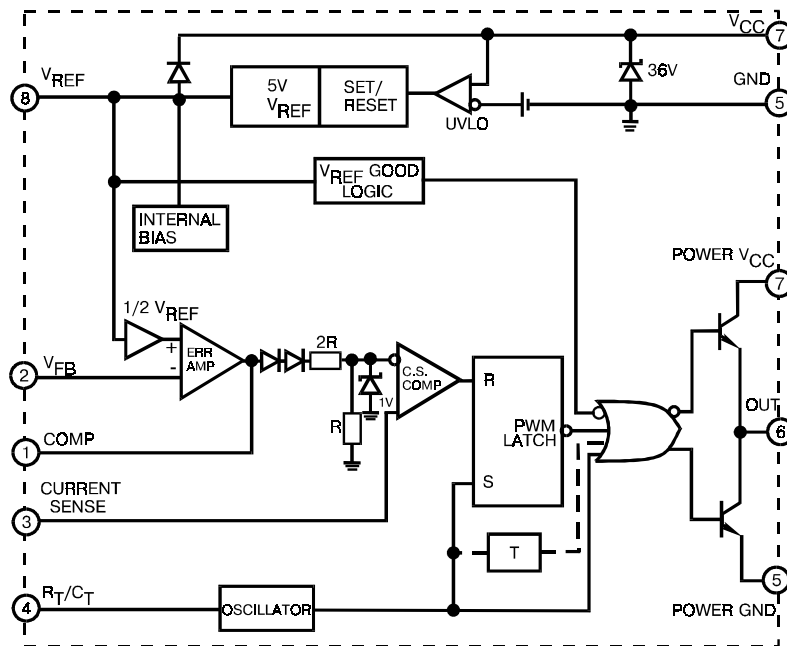 VCC
7
VREF
8
5V
VREF
SET/
RESET
UVLO
36V
GND
5
VREF GOOD
LOGIC
INTERNAL
BIAS
POWER VCC
7
1/2 VREF
+
-
ERR
AMP
2R
R
1V
C.S.
COMP
VFB
2
COMP
1
CURRENT
SENSE
3
R
PWM
LATCH
S
T
OUT
6
RT/CT
4
OSCILLATOR
5
POWER GND